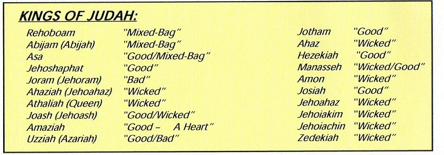 KINGS OF JUDAH:
Rehoboam "Mixed-Bag"
Abijam (Abijah) "Mixed-Bag"
Asa "Good/Mixed-Bag"
Jehoshaphat "Good"
Joram (Jehoram) "Bad"
Ahaziah (Jehoahaz) "Wicked"
Athaliah (Queen) "Wicked"
Joash (Jehoash) "Good/Wicked"
Amaziah "Good – A Heart"
Uzziah (Azariah) "Good/Bad"
Jotham "Good"
Ahaz "Wicked"
Hezekiah "Good"
Manasseh "Wicked/Good"
Amon "Wicked"
Josiah "Good"
Jehoahaz "Wicked"
Jehoiakim "Wicked"
Jehoiachin "Wicked"
Zedekiah "Wicked"